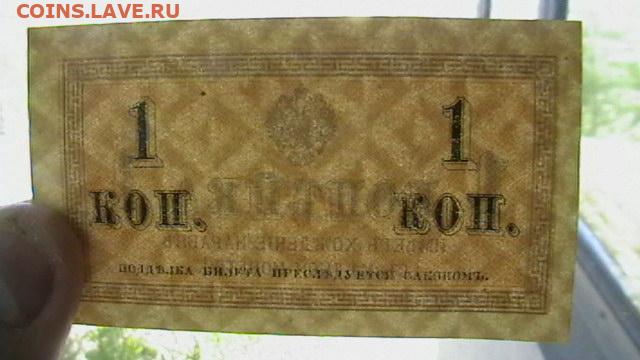 COINS.LAVE.RU
1 1
КОП. КОП.
ПОДДѢЛКА БИЛЕТА ПРЕСЛѢДУЕТСЯ ЗАКОНОМЪ.